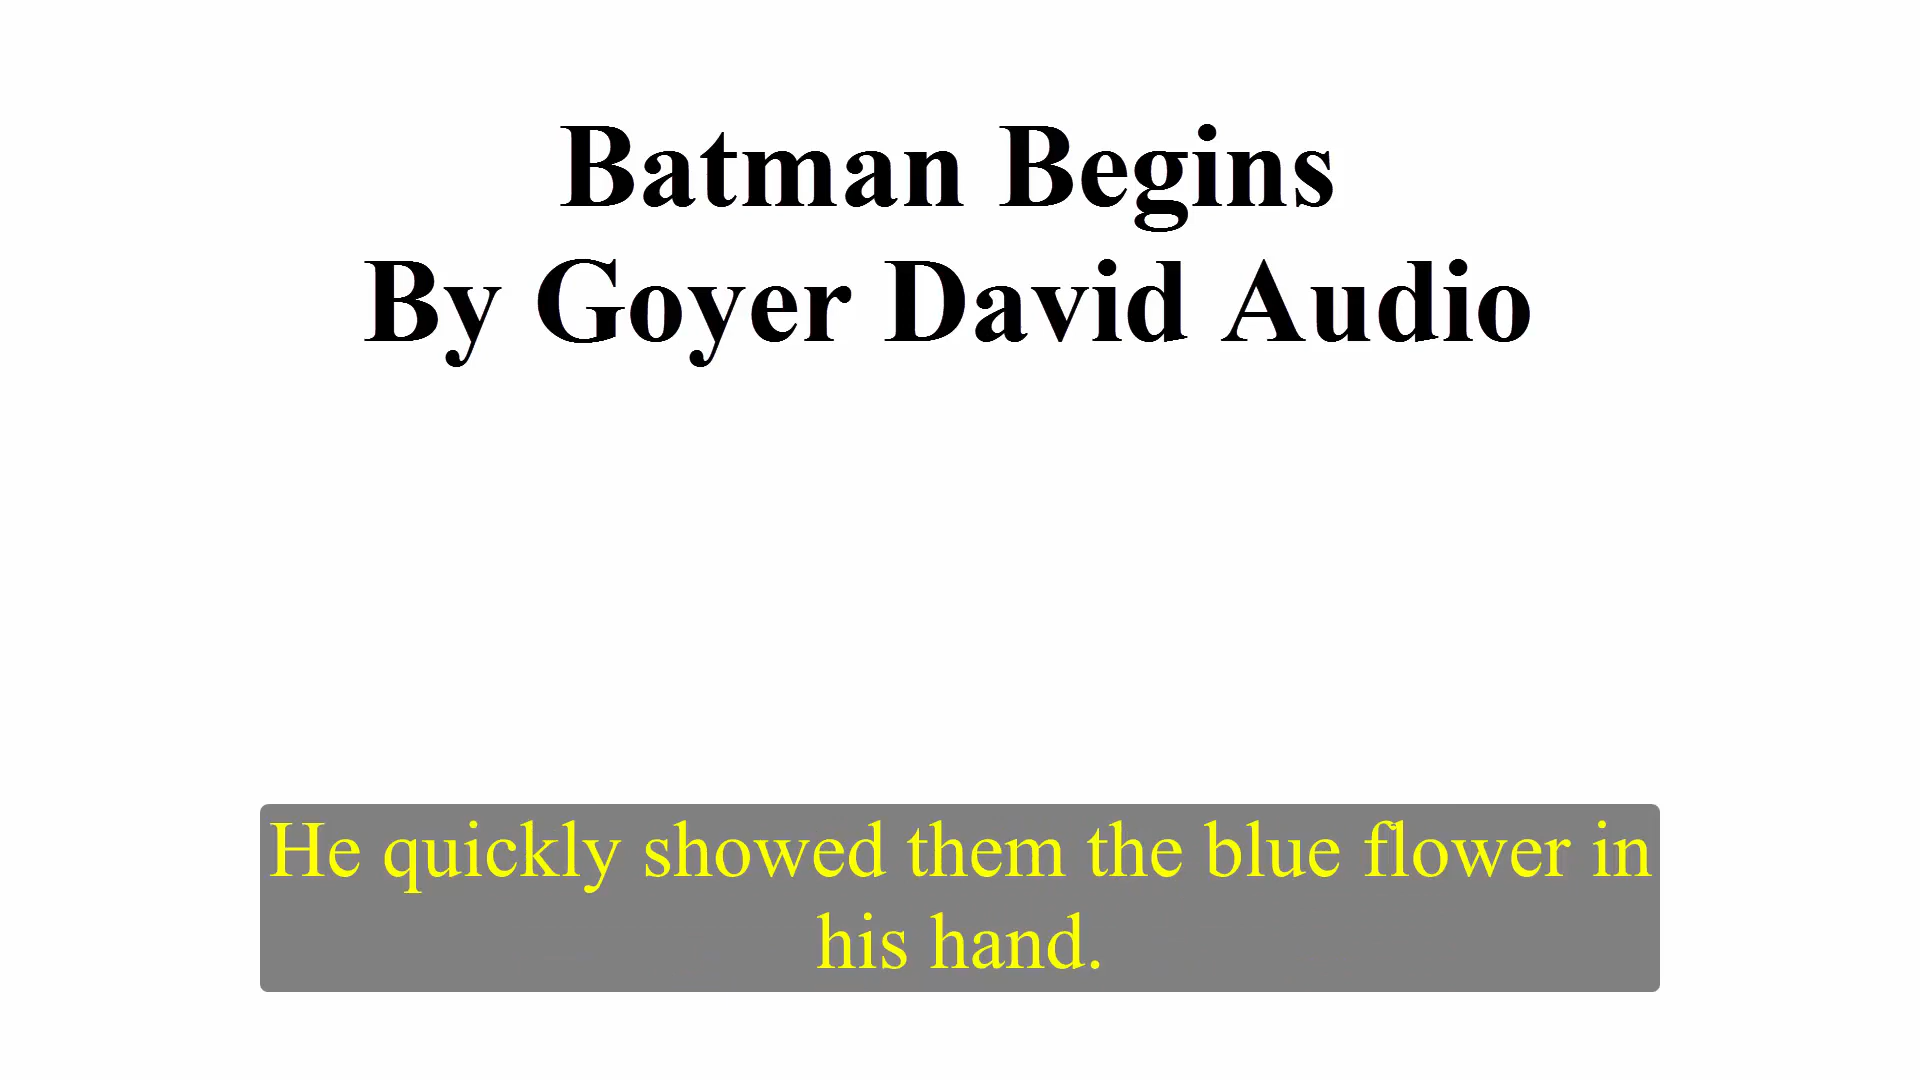 Batman Begins
By Goyer David Audio
He quickly showed them the blue flower in
his hand.